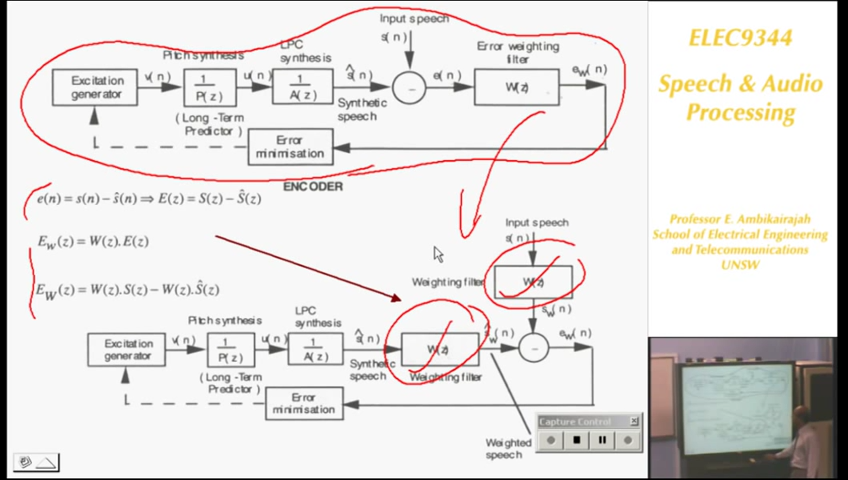 Input speech
s(n)
Pitch synthesis
LPC
synthesis
Error weighting
filter
Excitation
generator
v(n)
1
P(z)
u(n)
1
A(z)
ŝ(n)
−
e(n)
W(z)
e_w(n)
(Long-Term
Predictor)
Synthetic
speech
Error
minimisation
ENCODER
e(n) = s(n) − ŝ(n) ⇒ E(z) = S(z) − Ŝ(z)
E_W(z) = W(z).E(z)
E_W(z) = W(z).S(z) − W(z).Ŝ(z)
Input speech
s(n)
Weighting filter
W(z)
s_w(n)
Pitch synthesis
LPC
synthesis
Excitation
generator
v(n)
1
P(z)
u(n)
1
A(z)
ŝ(n)
W(z)
ŝ_w(n)
−
e_w(n)
(Long-Term
Predictor)
Synthetic
speech
Weighting filter
Error
minimisation
Weighted
speech
Capture Control
ELEC9344
Speech & Audio
Processing
Professor E. Ambikairajah
School of Electrical Engineering
and Telecommunications
UNSW